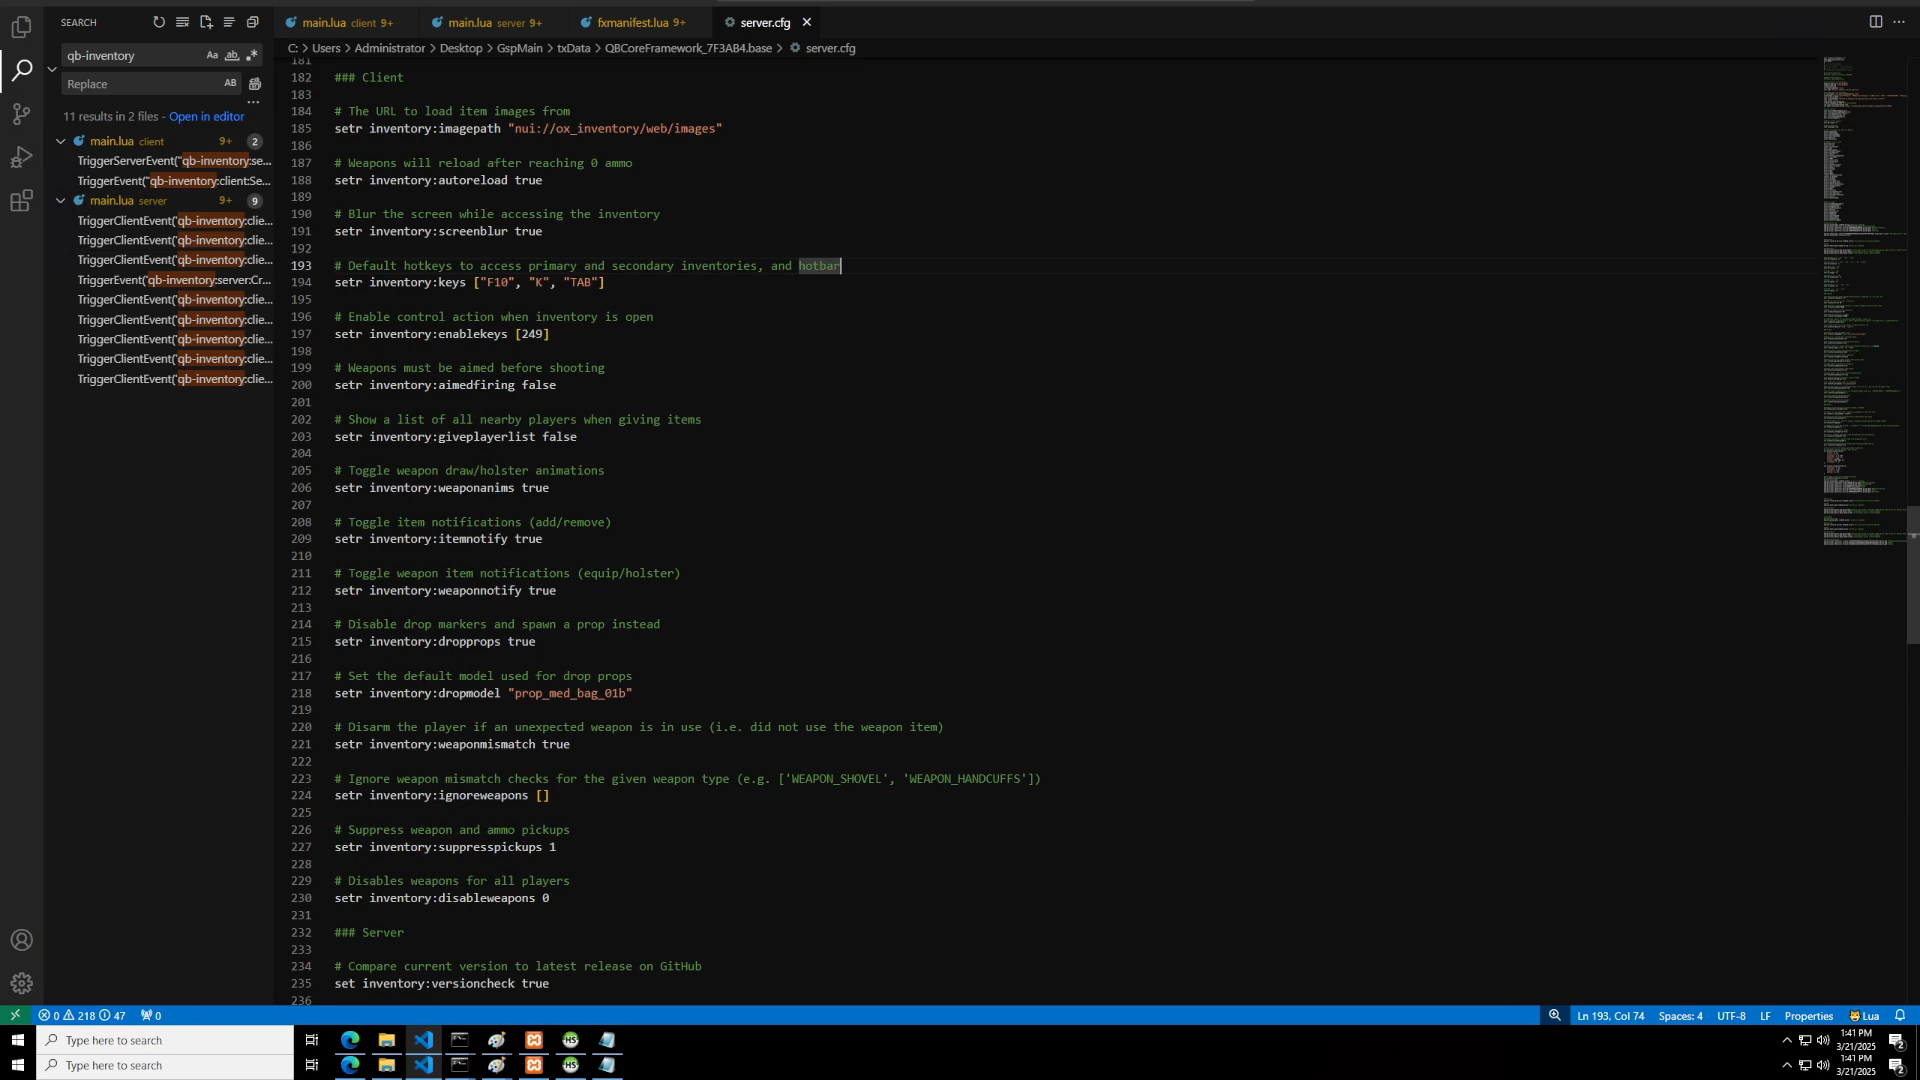 SEARCH
main.lua client 9+
main.lua server 9+
fxmanifest.lua 9+
server.cfg
C: > Users > Administrator > Desktop > GspMain > txData > QBCoreFramework_7F3AB4.base > server.cfg
qb-inventory
Aa
ab
Replace
AB
11 results in 2 files - Open in editor
main.lua client 9+ 2
TriggerServerEvent("qb-inventory:se...
TriggerEvent("qb-inventory:client:Se...
main.lua server 9+ 9
TriggerClientEvent('qb-inventory:clie...
TriggerClientEvent('qb-inventory:clie...
TriggerClientEvent('qb-inventory:clie...
TriggerEvent('qb-inventory:server:Cr...
TriggerClientEvent('qb-inventory:clie...
TriggerClientEvent('qb-inventory:clie...
TriggerClientEvent('qb-inventory:clie...
TriggerClientEvent('qb-inventory:clie...
TriggerClientEvent('qb-inventory:clie...
181
182 ### Client
183
184 # The URL to load item images from
185 setr inventory:imagepath "nui://ox_inventory/web/images"
186
187 # Weapons will reload after reaching 0 ammo
188 setr inventory:autoreload true
189
190 # Blur the screen while accessing the inventory
191 setr inventory:screenblur true
192
193 # Default hotkeys to access primary and secondary inventories, and hotbar
194 setr inventory:keys ["F10", "K", "TAB"]
195
196 # Enable control action when inventory is open
197 setr inventory:enablekeys [249]
198
199 # Weapons must be aimed before shooting
200 setr inventory:aimedfiring false
201
202 # Show a list of all nearby players when giving items
203 setr inventory:giveplayerlist false
204
205 # Toggle weapon draw/holster animations
206 setr inventory:weaponanims true
207
208 # Toggle item notifications (add/remove)
209 setr inventory:itemnotify true
210
211 # Toggle weapon item notifications (equip/holster)
212 setr inventory:weaponnotify true
213
214 # Disable drop markers and spawn a prop instead
215 setr inventory:dropprops true
216
217 # Set the default model used for drop props
218 setr inventory:dropmodel "prop_med_bag_01b"
219
220 # Disarm the player if an unexpected weapon is in use (i.e. did not use the weapon item)
221 setr inventory:weaponmismatch true
222
223 # Ignore weapon mismatch checks for the given weapon type (e.g. ['WEAPON_SHOVEL', 'WEAPON_HANDCUFFS'])
224 setr inventory:ignoreweapons []
225
226 # Suppress weapon and ammo pickups
227 setr inventory:suppresspickups 1
228
229 # Disables weapons for all players
230 setr inventory:disableweapons 0
231
232 ### Server
233
234 # Compare current version to latest release on GitHub
235 set inventory:versioncheck true
236
0 218 47 0
Ln 193, Col 74 Spaces: 4 UTF-8 LF Properties Lua
Type here to search
HS
1:41 PM
3/21/2025
2
Type here to search
HS
1:41 PM
3/21/2025
2